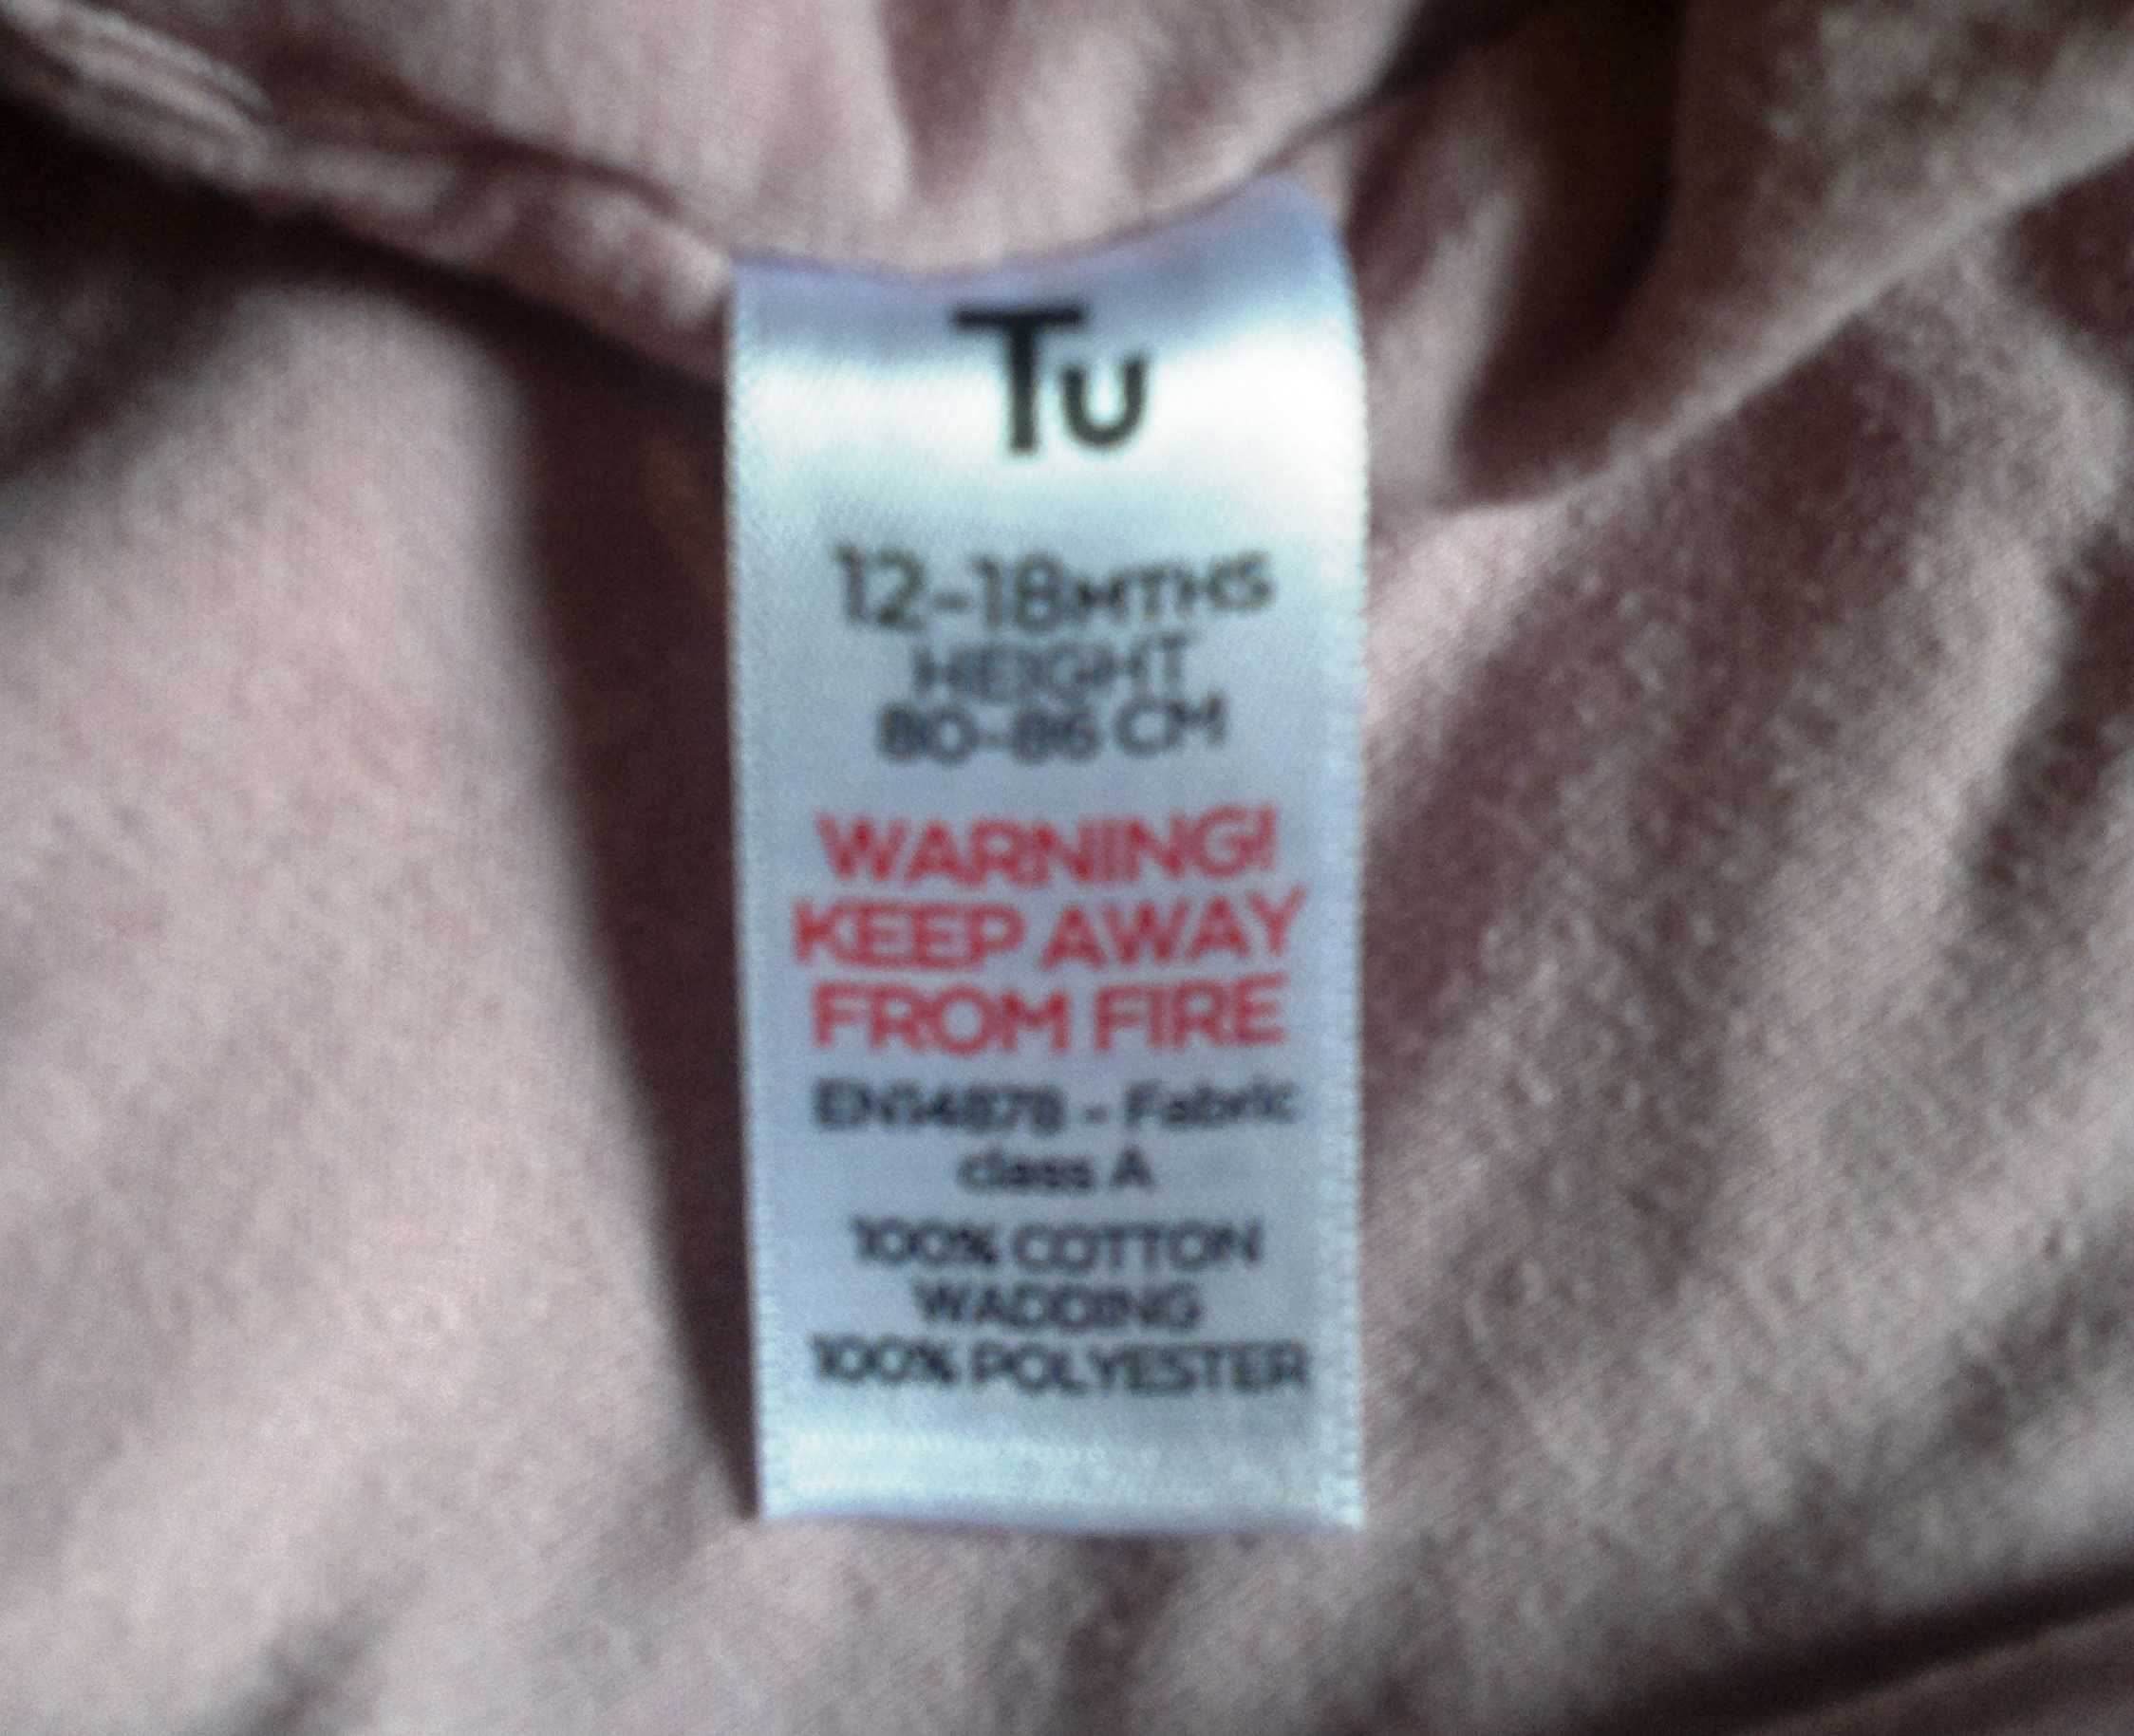 Tu
12-18MTHS
HEIGHT
80-86 CM
WARNING!
KEEP AWAY
FROM FIRE
EN14878 - Fabric
class A
100% COTTON
WADDING
100% POLYESTER